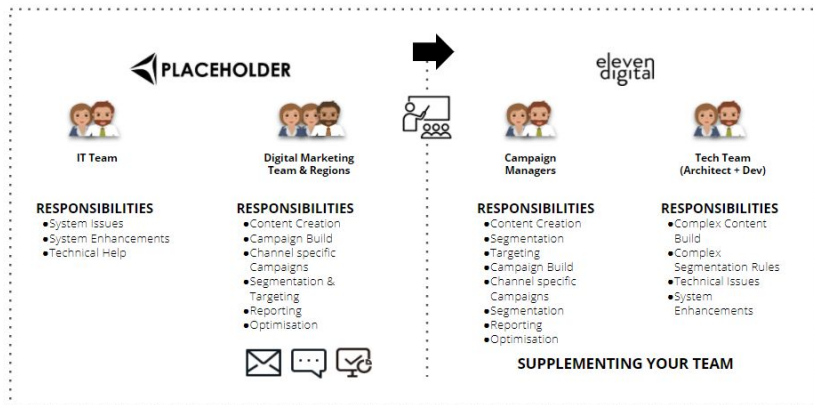 PLACEHOLDER
eleven
digital
IT Team
Digital Marketing
Team & Regions
Campaign
Managers
Tech Team
(Architect + Dev)
RESPONSIBILITIES
●System Issues
●System Enhancements
●Technical Help
RESPONSIBILITIES
●Content Creation
●Campaign Build
●Channel specific
Campaigns
●Segmentation &
Targeting
●Reporting
●Optimisation
RESPONSIBILITIES
●Content Creation
●Segmentation
●Targeting
●Campaign Build
●Channel specific
Campaigns
●Segmentation
●Reporting
●Optimisation
RESPONSIBILITIES
●Complex Content
Build
●Complex
Segmentation Rules
●Technical Issues
●System
Enhancements
SUPPLEMENTING YOUR TEAM